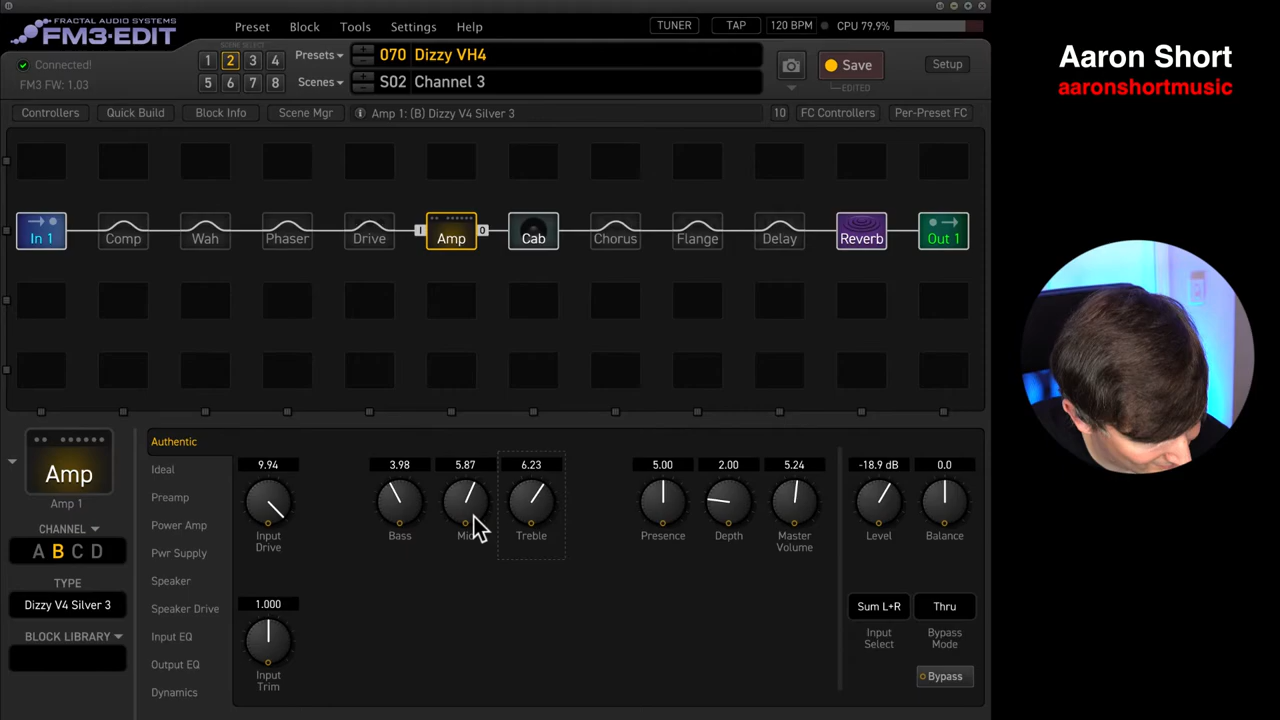 FRACTAL AUDIO SYSTEMS
FM3-EDIT
Preset
Block
Tools
Settings
Help
TUNER
TAP
120 BPM
CPU 79.9%
Connected!
FM3 FW: 1.03
SCENE SELECT
1 2 3 4
5 6 7 8
Presets
070 Dizzy VH4
Scenes
S02 Channel 3
Save
EDITED
Setup
Controllers
Quick Build
Block Info
Scene Mgr
Amp 1: (B) Dizzy V4 Silver 3
10
FC Controllers
Per-Preset FC
In 1
Comp
Wah
Phaser
Drive
I
Amp
O
Cab
Chorus
Flange
Delay
Reverb
Out 1
Amp
Amp 1
CHANNEL
A B C D
TYPE
Dizzy V4 Silver 3
BLOCK LIBRARY
Authentic
Ideal
Preamp
Power Amp
Pwr Supply
Speaker
Speaker Drive
Input EQ
Output EQ
Dynamics
9.94
3.98
5.87
6.23
5.00
2.00
5.24
-18.9 dB
0.0
Input
Drive
Bass
Treble
Presence
Depth
Master
Volume
Level
Balance
1.000
Input
Trim
Sum L+R
Thru
Input
Select
Bypass
Mode
Bypass
Aaron Short
aaronshortmusic